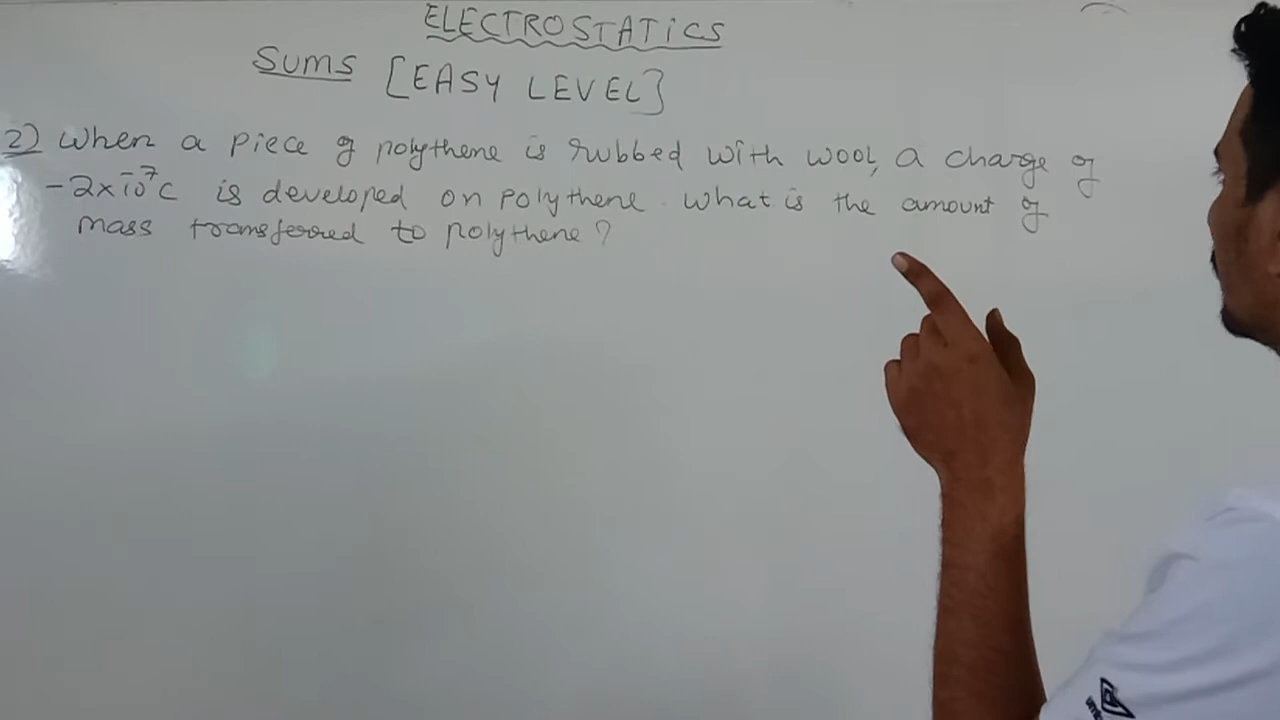 ELECTROSTATICS
SUMS [EASY LEVEL]
2) When a piece of polythene is rubbed with wool, a charge of
-2×10⁻⁷C is developed on polythene. What is the amount of
mass transferred to polythene?